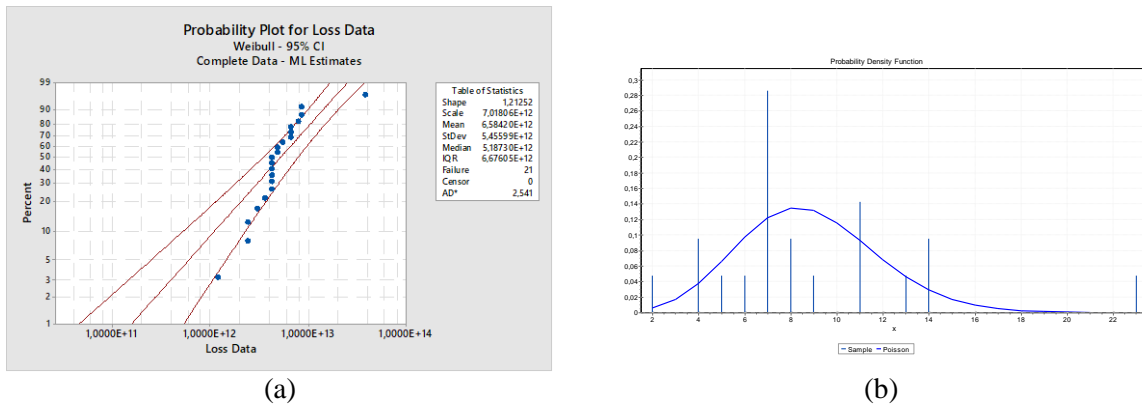 Probability Plot for Loss Data
Weibull - 95% CI
Complete Data - ML Estimates
99
90
80
70
60
50
40
30
20
10
5
3
2
1
Percent
1,0000E+11
1,0000E+12
1,0000E+13
1,0000E+14
Loss Data
Table of Statistics
Shape 1,21252
Scale 7,01806E+12
Mean 6,58420E+12
StDev 5,45599E+12
Median 5,18730E+12
IQR 6,67605E+12
Failure 21
Censor 0
AD* 2,541
(a)
Probability Density Function
0,3
0,28
0,26
0,24
0,22
0,2
0,18
0,16
0,14
0,12
0,1
0,08
0,06
0,04
0,02
0
2 4 6 8 10 12 14 16 18 20 22
x
Sample Poisson
(b)